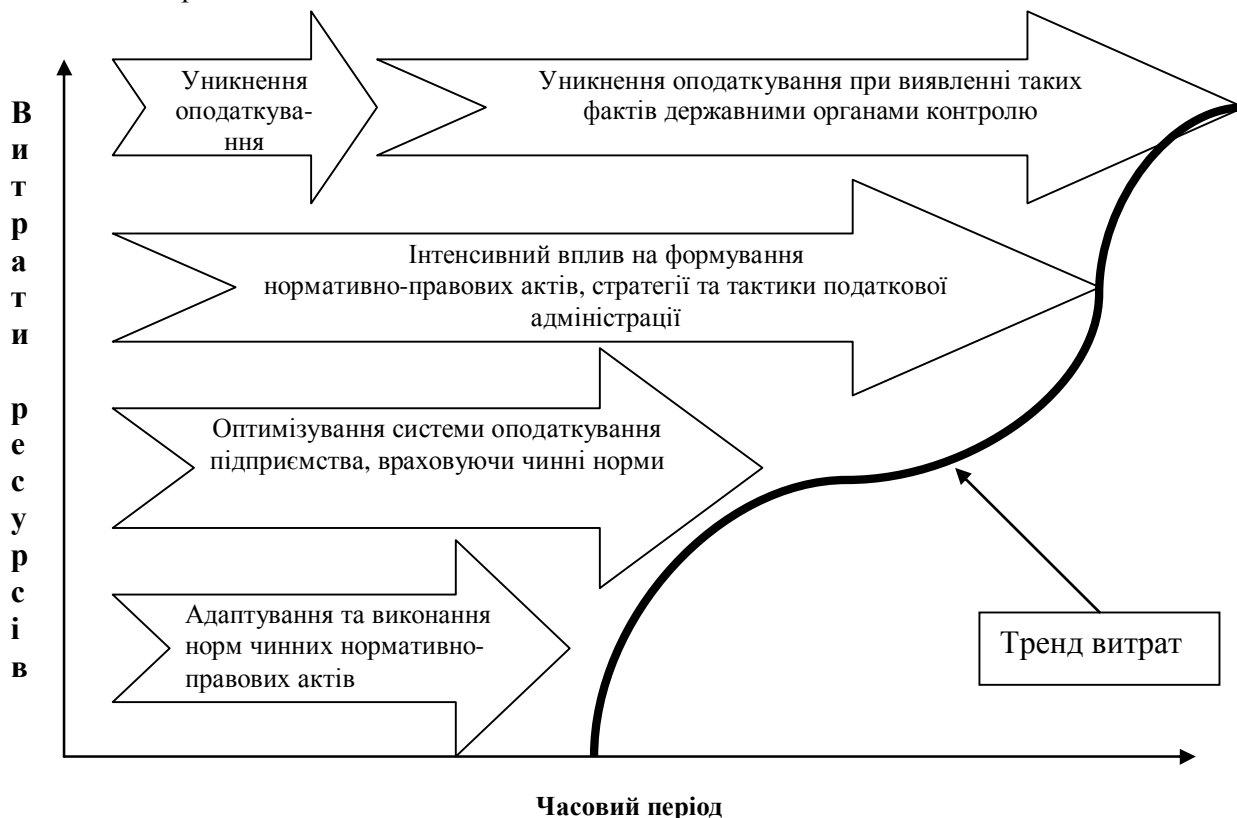 Уникнення
оподаткува-
ння
Уникнення оподаткування при виявленні таких
фактів державними органами контролю
Інтенсивний вплив на формування
нормативно-правових актів, стратегії та тактики податкової
адміністрації
Оптимізування системи оподаткування
підприємства, враховуючи чинні норми
Адаптування та виконання
норм чинних нормативно-
правових актів
Витрати ресурсів
Тренд витрат
Часовий період